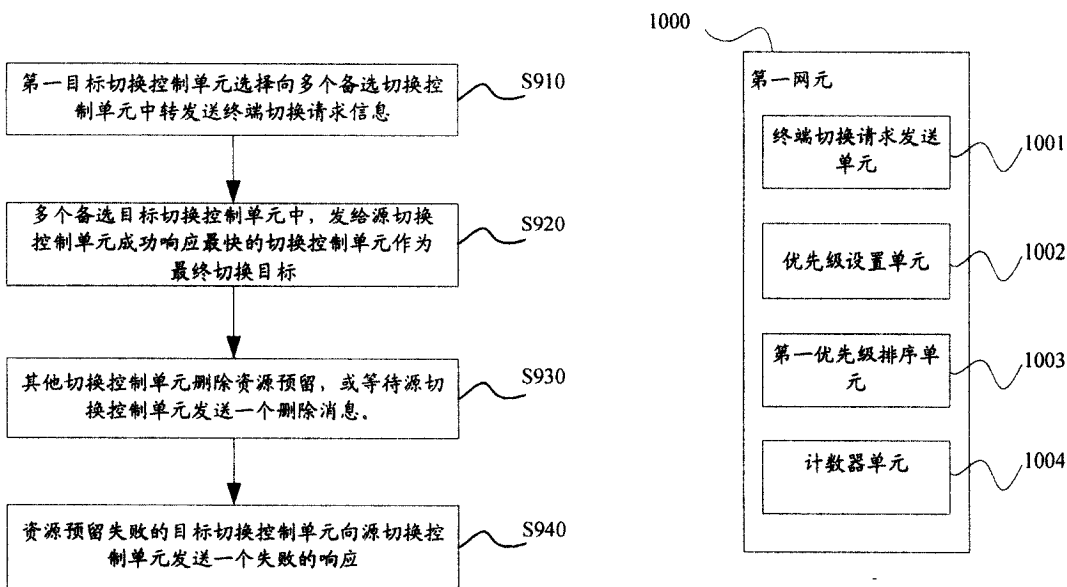 第一目标切换控制单元选择向多个备选切换控
制单元中转发送终端切换请求信息
S910
多个备选目标切换控制单元中，发给源切换
控制单元成功响应最快的切换控制单元作为
最终切换目标
S920
其他切换控制单元删除资源预留，或等待源切
换控制单元发送一个删除消息。
S930
资源预留失败的目标切换控制单元向源切换控
制单元发送一个失败的响应
S940
1000
第一网元
终端切换请求发送
单元
1001
优先级设置单元
1002
第一优先级排序单
元
1003
计数器单元
1004